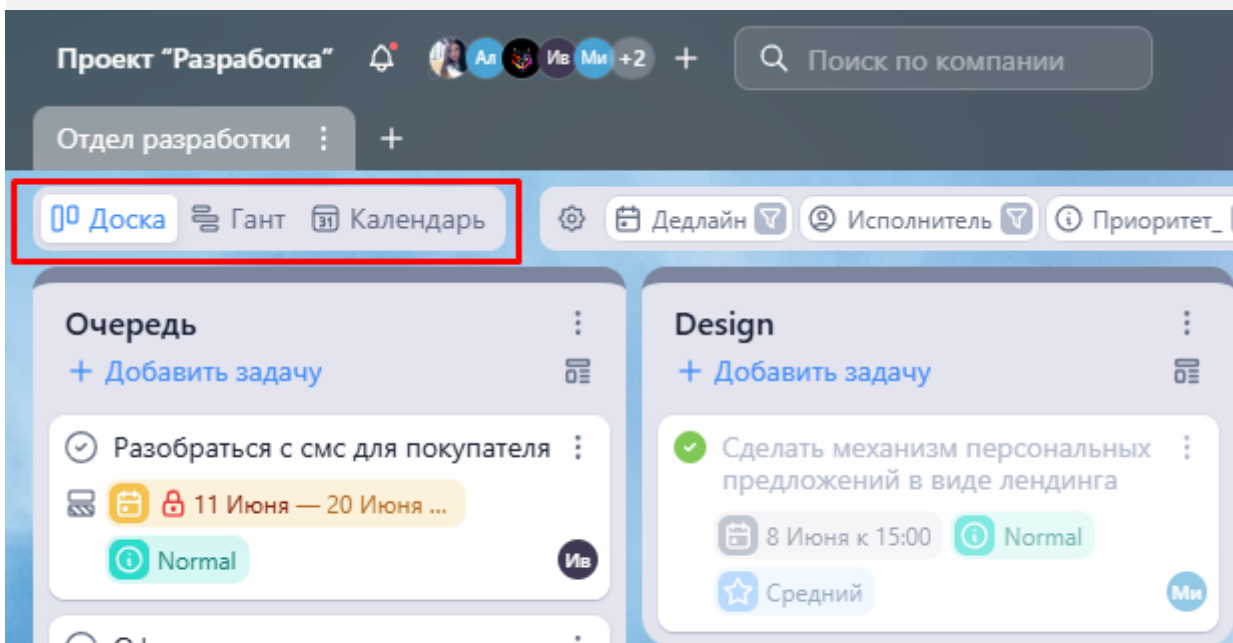 Проект “Разработка” Ал Ив Ми +2 + Поиск по компании
Отдел разработки +
Доска Гант 31 Календарь Дедлайн Исполнитель Приоритет_
Очередь
+ Добавить задачу
Разобраться с смс для покупателя
11 Июня — 20 Июня ...
Normal Ив
Design
+ Добавить задачу
Сделать механизм персональных
предложений в виде лендинга
8 Июня к 15:00 Normal
Средний Ми